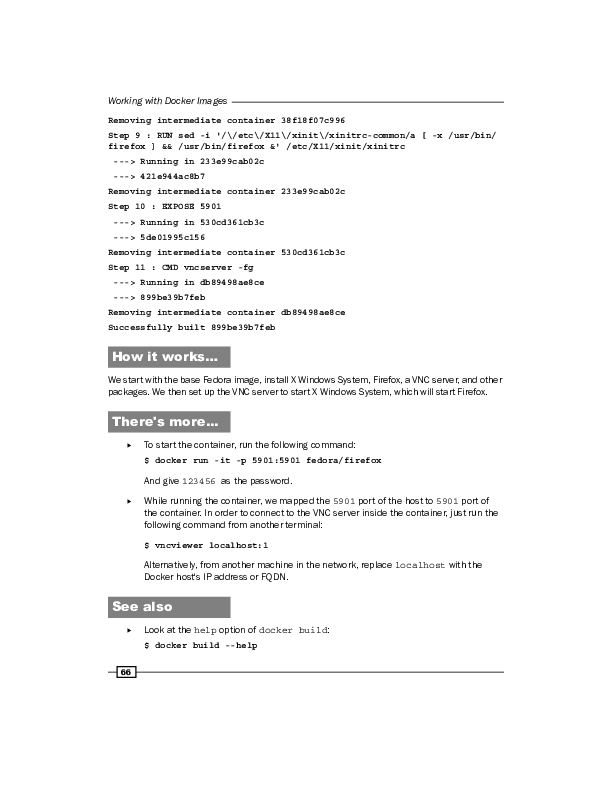 Working with Docker Images
Removing intermediate container 38f18f07c996
Step 9 : RUN sed -i '/\/etc\/X11\/xinit\/xinitrc-common/a [ -x /usr/bin/
firefox ] && /usr/bin/firefox &' /etc/X11/xinit/xinitrc
---> Running in 233e99cab02c
---> 421e944ac8b7
Removing intermediate container 233e99cab02c
Step 10 : EXPOSE 5901
---> Running in 530cd361cb3c
---> 5de01995c156
Removing intermediate container 530cd361cb3c
Step 11 : CMD vncserver -fg
---> Running in db89498ae8ce
---> 899be39b7feb
Removing intermediate container db89498ae8ce
Successfully built 899be39b7feb
How it works...
We start with the base Fedora image, install X Windows System, Firefox, a VNC server, and other
packages. We then set up the VNC server to start X Windows System, which will start Firefox.
There's more...
► To start the container, run the following command:
$ docker run -it -p 5901:5901 fedora/firefox
And give 123456 as the password.
► While running the container, we mapped the 5901 port of the host to 5901 port of
the container. In order to connect to the VNC server inside the container, just run the
following command from another terminal:
$ vncviewer localhost:1
Alternatively, from another machine in the network, replace localhost with the
Docker host's IP address or FQDN.
See also
► Look at the help option of docker build:
$ docker build --help
66